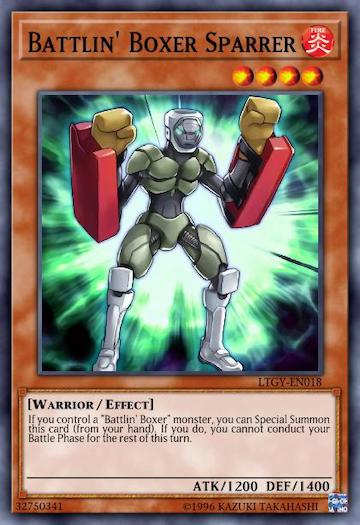 BATTLIN' BOXER SPARRER
FIRE
炎
LTGY-EN018
[WARRIOR / EFFECT]
If you control a "Battlin' Boxer" monster, you can Special Summon
this card (from your hand). If you do, you cannot conduct your
Battle Phase for the rest of this turn.
ATK/1200 DEF/1400
32750341
©1996 KAZUKI TAKAHASHI